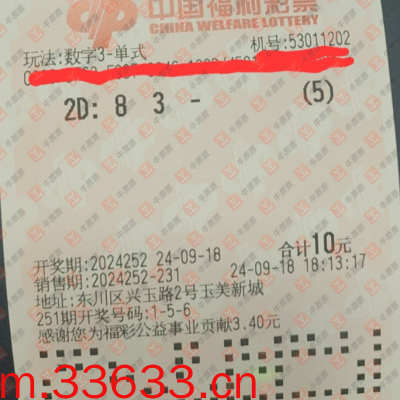 中国福利彩票
CHINA WELFARE LOTTERY
玩法:数字3-单式 机号:53011202
2D: 8 3 - (5)
合计10元
开奖期:2024252 24-09-18
销售期:2024252-231 24-09-18 18:13:17
地址:东川区兴玉路2号玉美新城
251期开奖号码:1-5-6
感谢您为福彩公益事业贡献3.40元
m.33633.cn